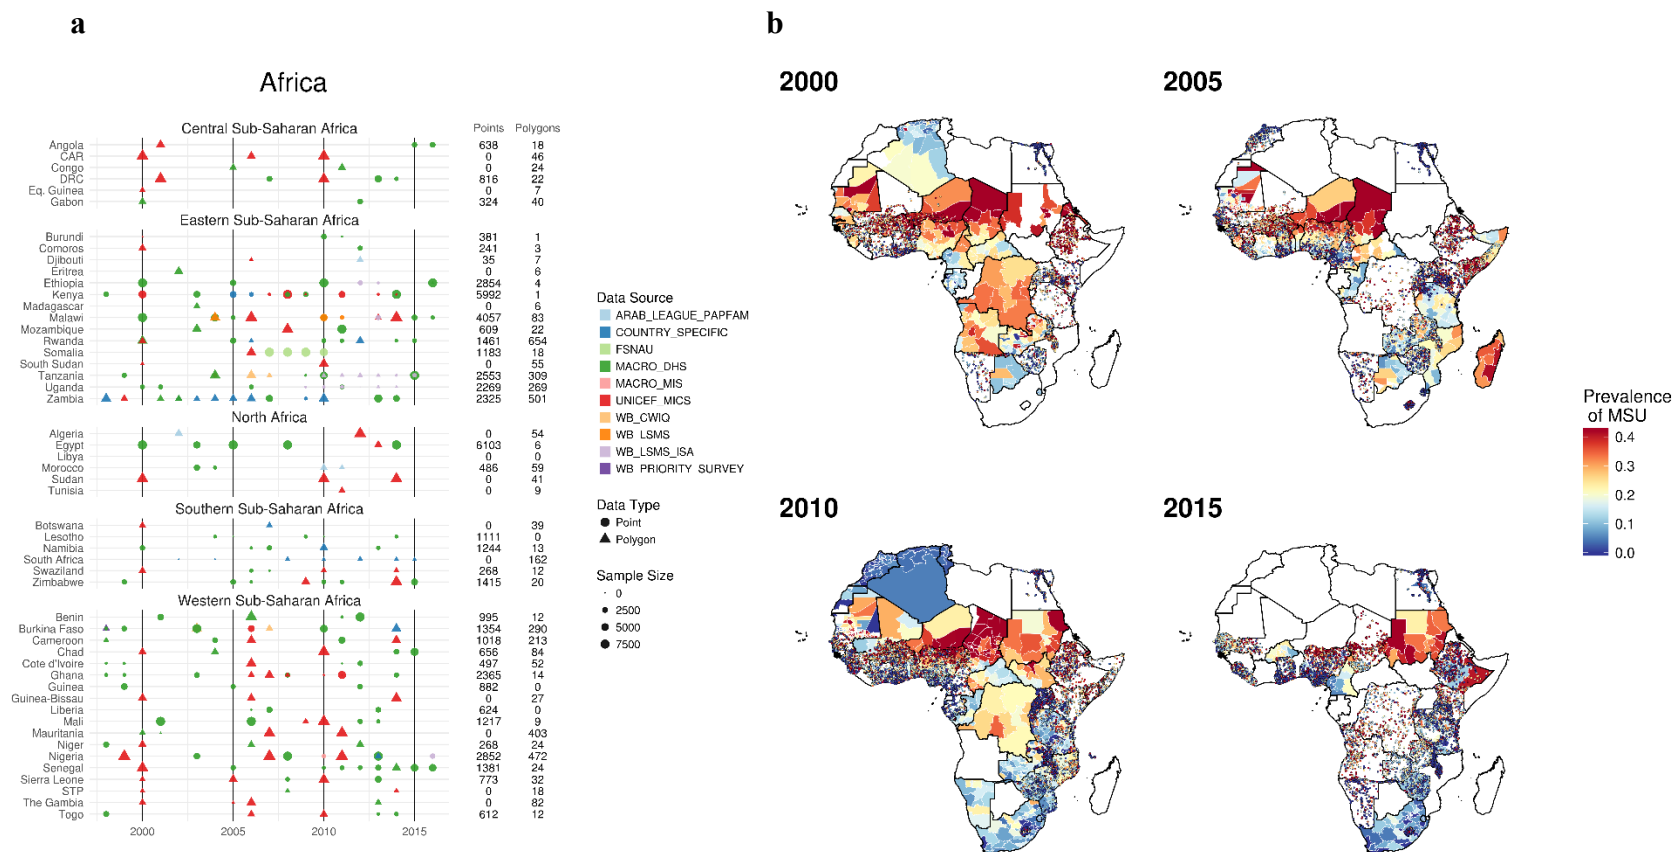 a
Africa
Points Polygons
Central Sub-Saharan Africa
Angola 638 18
CAR 0 46
Congo 0 24
DRC 816 22
Eq. Guinea 0 7
Gabon 324 40
Eastern Sub-Saharan Africa
Burundi 381 1
Comoros 241 3
Djibouti 35 7
Eritrea 0 6
Ethiopia 2854 4
Kenya 5992 1
Madagascar 0 6
Malawi 4057 83
Mozambique 609 22
Rwanda 1461 654
Somalia 1183 18
South Sudan 0 55
Tanzania 2553 309
Uganda 2269 269
Zambia 2325 501
North Africa
Algeria 0 54
Egypt 6103 6
Libya 0 0
Morocco 486 59
Sudan 0 41
Tunisia 0 9
Southern Sub-Saharan Africa
Botswana 0 39
Lesotho 1111 0
Namibia 1244 13
South Africa 0 162
Swaziland 268 12
Zimbabwe 1415 20
Western Sub-Saharan Africa
Benin 995 12
Burkina Faso 1354 290
Cameroon 1018 213
Chad 656 84
Cote d'Ivoire 497 52
Ghana 2365 14
Guinea 882 0
Guinea-Bissau 0 27
Liberia 624 0
Mali 1217 9
Mauritania 0 403
Niger 268 24
Nigeria 2852 472
Senegal 1381 24
Sierra Leone 773 32
STP 0 18
The Gambia 0 82
Togo 612 12
2000 2005 2010 2015
Data Source
ARAB_LEAGUE_PAPFAM
COUNTRY_SPECIFIC
FSNAU
MACRO_DHS
MACRO_MIS
UNICEF_MICS
WB_CWIQ
WB_LSMS
WB_LSMS_ISA
WB_PRIORITY_SURVEY
Data Type
Point
Polygon
Sample Size
0
2500
5000
7500
b
2000
2005
2010
2015
Prevalence
of MSU
0.4
0.3
0.2
0.1
0.0